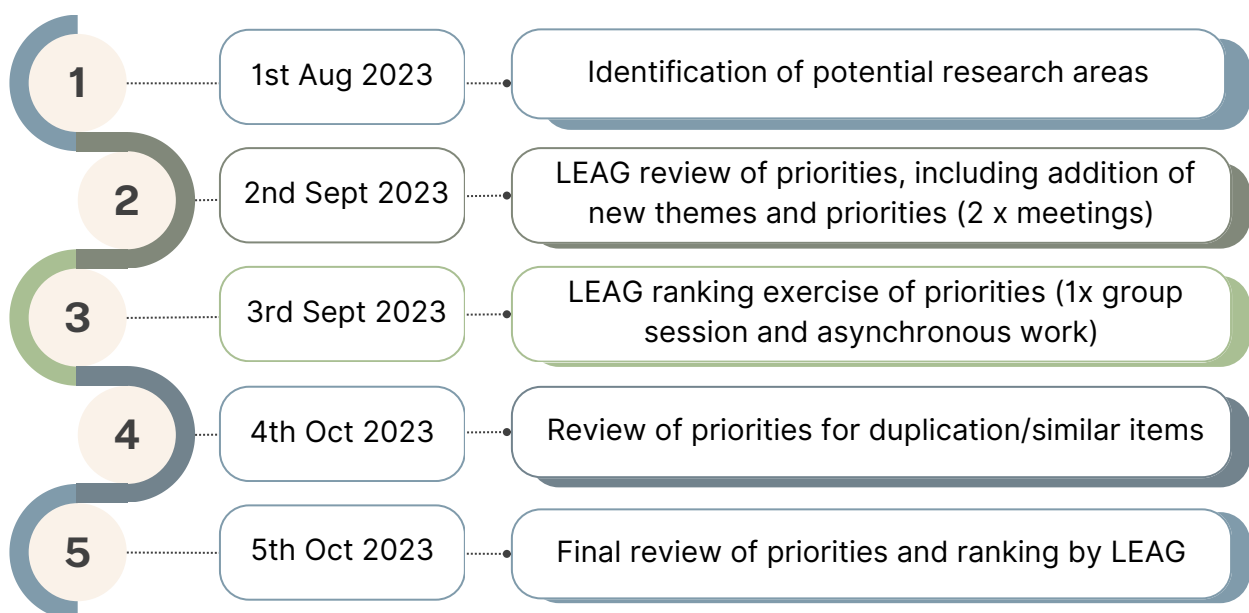 1
1st Aug 2023
Identification of potential research areas
2
2nd Sept 2023
LEAG review of priorities, including addition of
new themes and priorities (2 x meetings)
3
3rd Sept 2023
LEAG ranking exercise of priorities (1x group
session and asynchronous work)
4
4th Oct 2023
Review of priorities for duplication/similar items
5
5th Oct 2023
Final review of priorities and ranking by LEAG